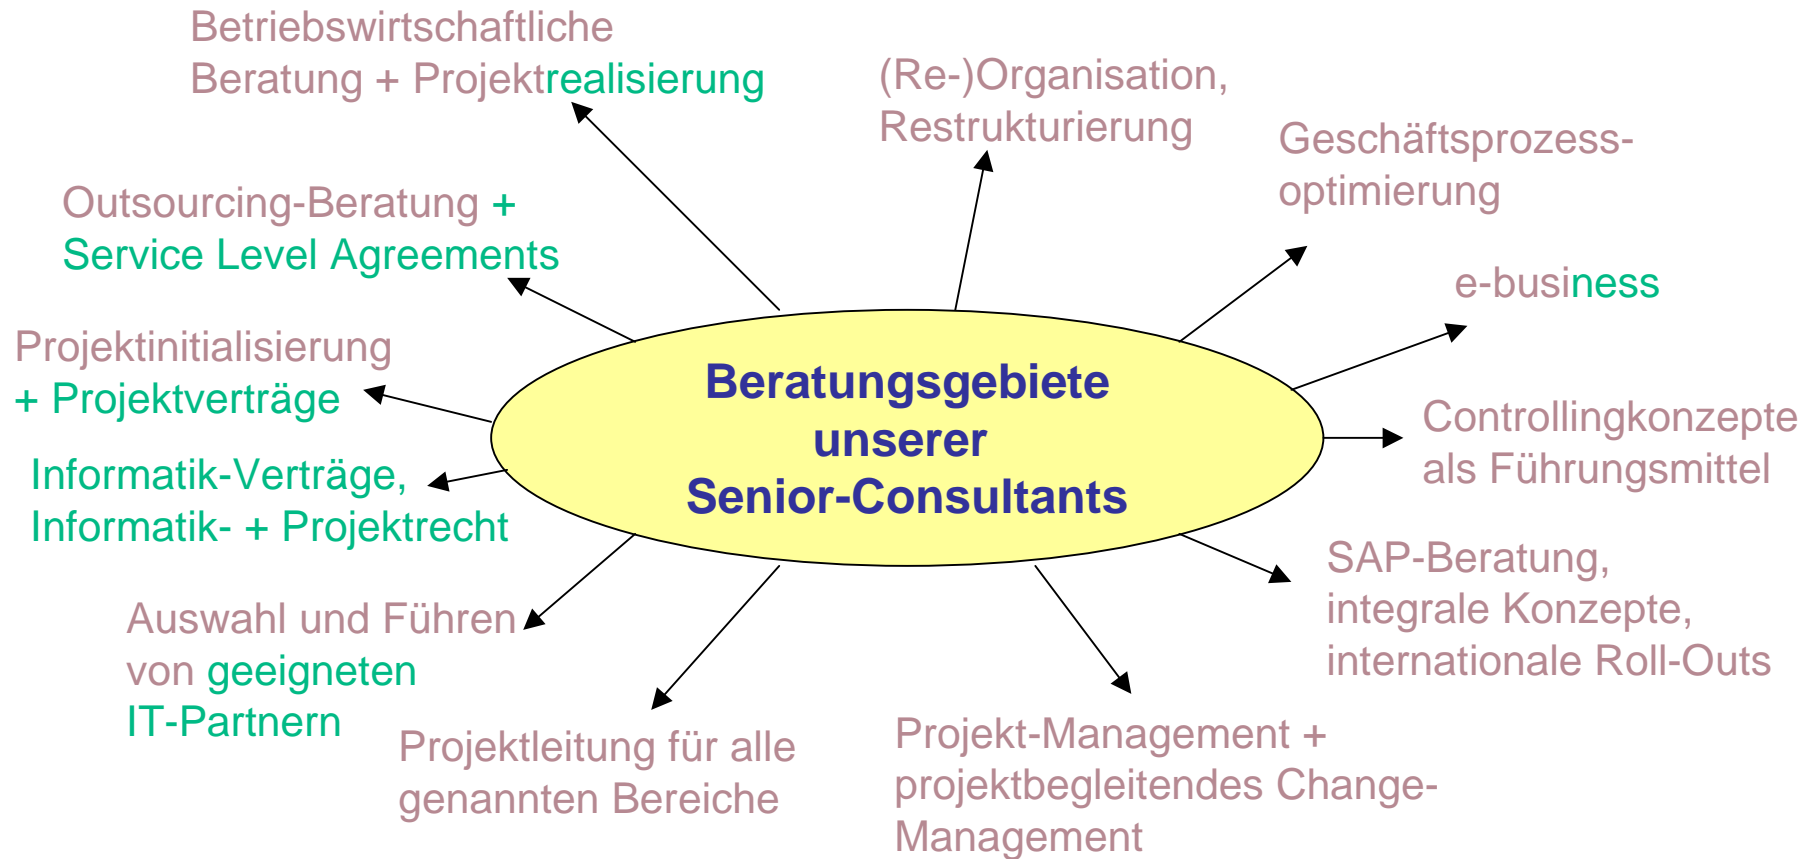 Betriebswirtschaftliche
Beratung + Projektrealisierung
(Re-)Organisation,
Restrukturierung
Geschäftsprozess-
optimierung
Outsourcing-Beratung +
Service Level Agreements
e-business
Projektinitialisierung
+ Projektverträge
Beratungsgebiete
unserer
Senior-Consultants
Controllingkonzepte
als Führungsmittel
Informatik-Verträge,
Informatik- + Projektrecht
SAP-Beratung,
integrale Konzepte,
internationale Roll-Outs
Auswahl und Führen
von geeigneten
IT-Partnern
Projektleitung für alle
genannten Bereiche
Projekt-Management +
projektbegleitendes Change-
Management